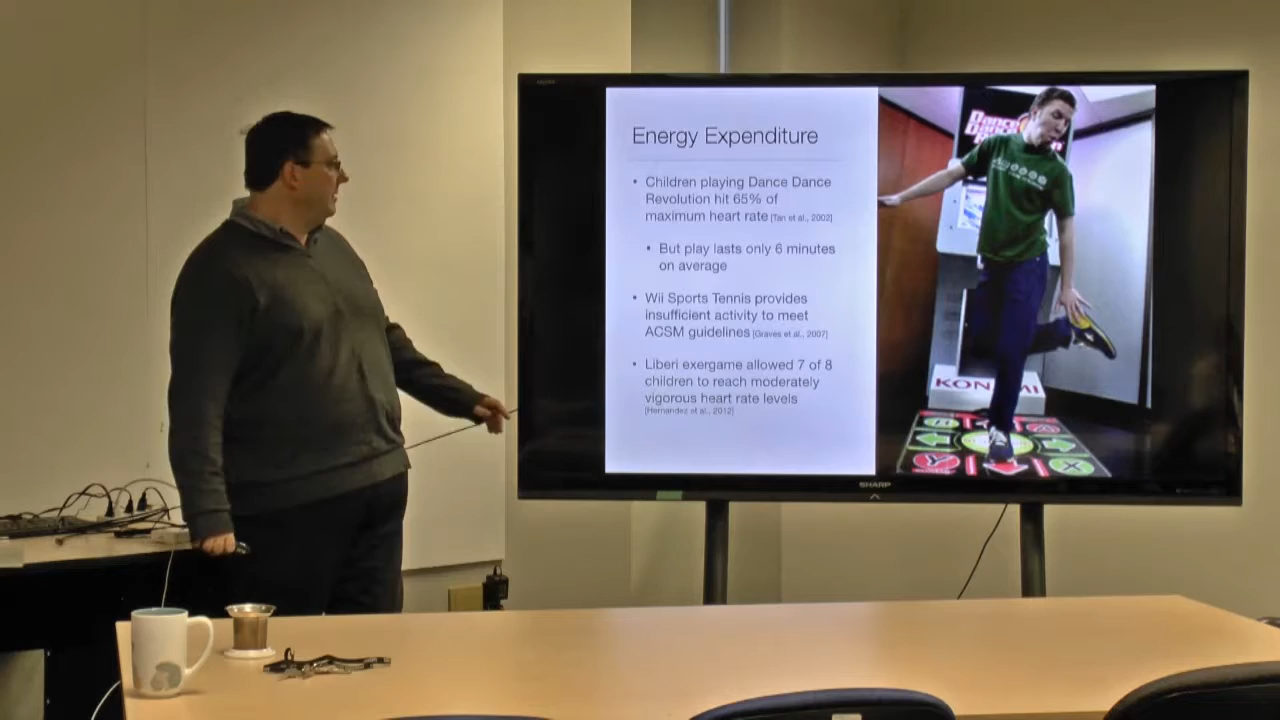 Energy Expenditure
• Children playing Dance Dance
Revolution hit 65% of
maximum heart rate [Tan et al., 2002]
• But play lasts only 6 minutes
on average
• Wii Sports Tennis provides
insufficient activity to meet
ACSM guidelines [Graves et al., 2007]
• Liberi exergame allowed 7 of 8
children to reach moderately
vigorous heart rate levels
[Hernandez et al., 2012]
Dance
Dance
KONAMI
SHARP